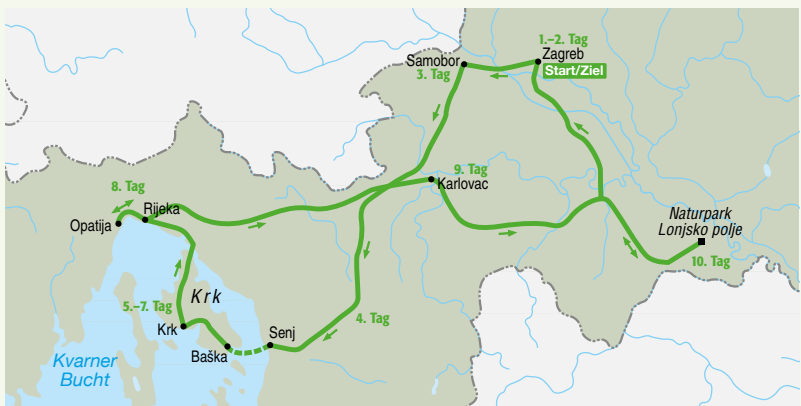 1.–2. Tag
Zagreb
Start/Ziel
Samobor
3. Tag
9. Tag
Karlovac
8. Tag
Rijeka
Opatija
Naturpark
Lonjsko polje
10. Tag
Krk
5.–7. Tag
Krk
4. Tag
Senj
Baška
Kvarner
Bucht